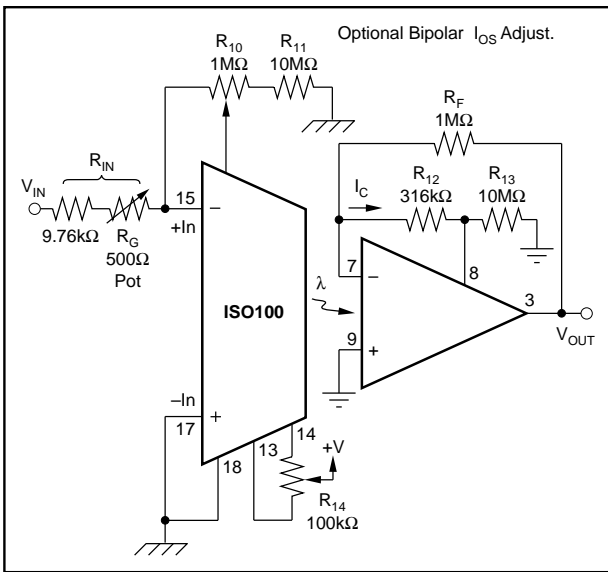 Optional Bipolar I_OS Adjust.
R10
1MΩ
R11
10MΩ
RF
1MΩ
RIN
VIN
9.76kΩ
RG
500Ω
Pot
15
−
+In
IC
R12
316kΩ
R13
10MΩ
7
−
8
λ
ISO100
3
VOUT
9
+
–In
17
+
18
13
14
+V
R14
100kΩ